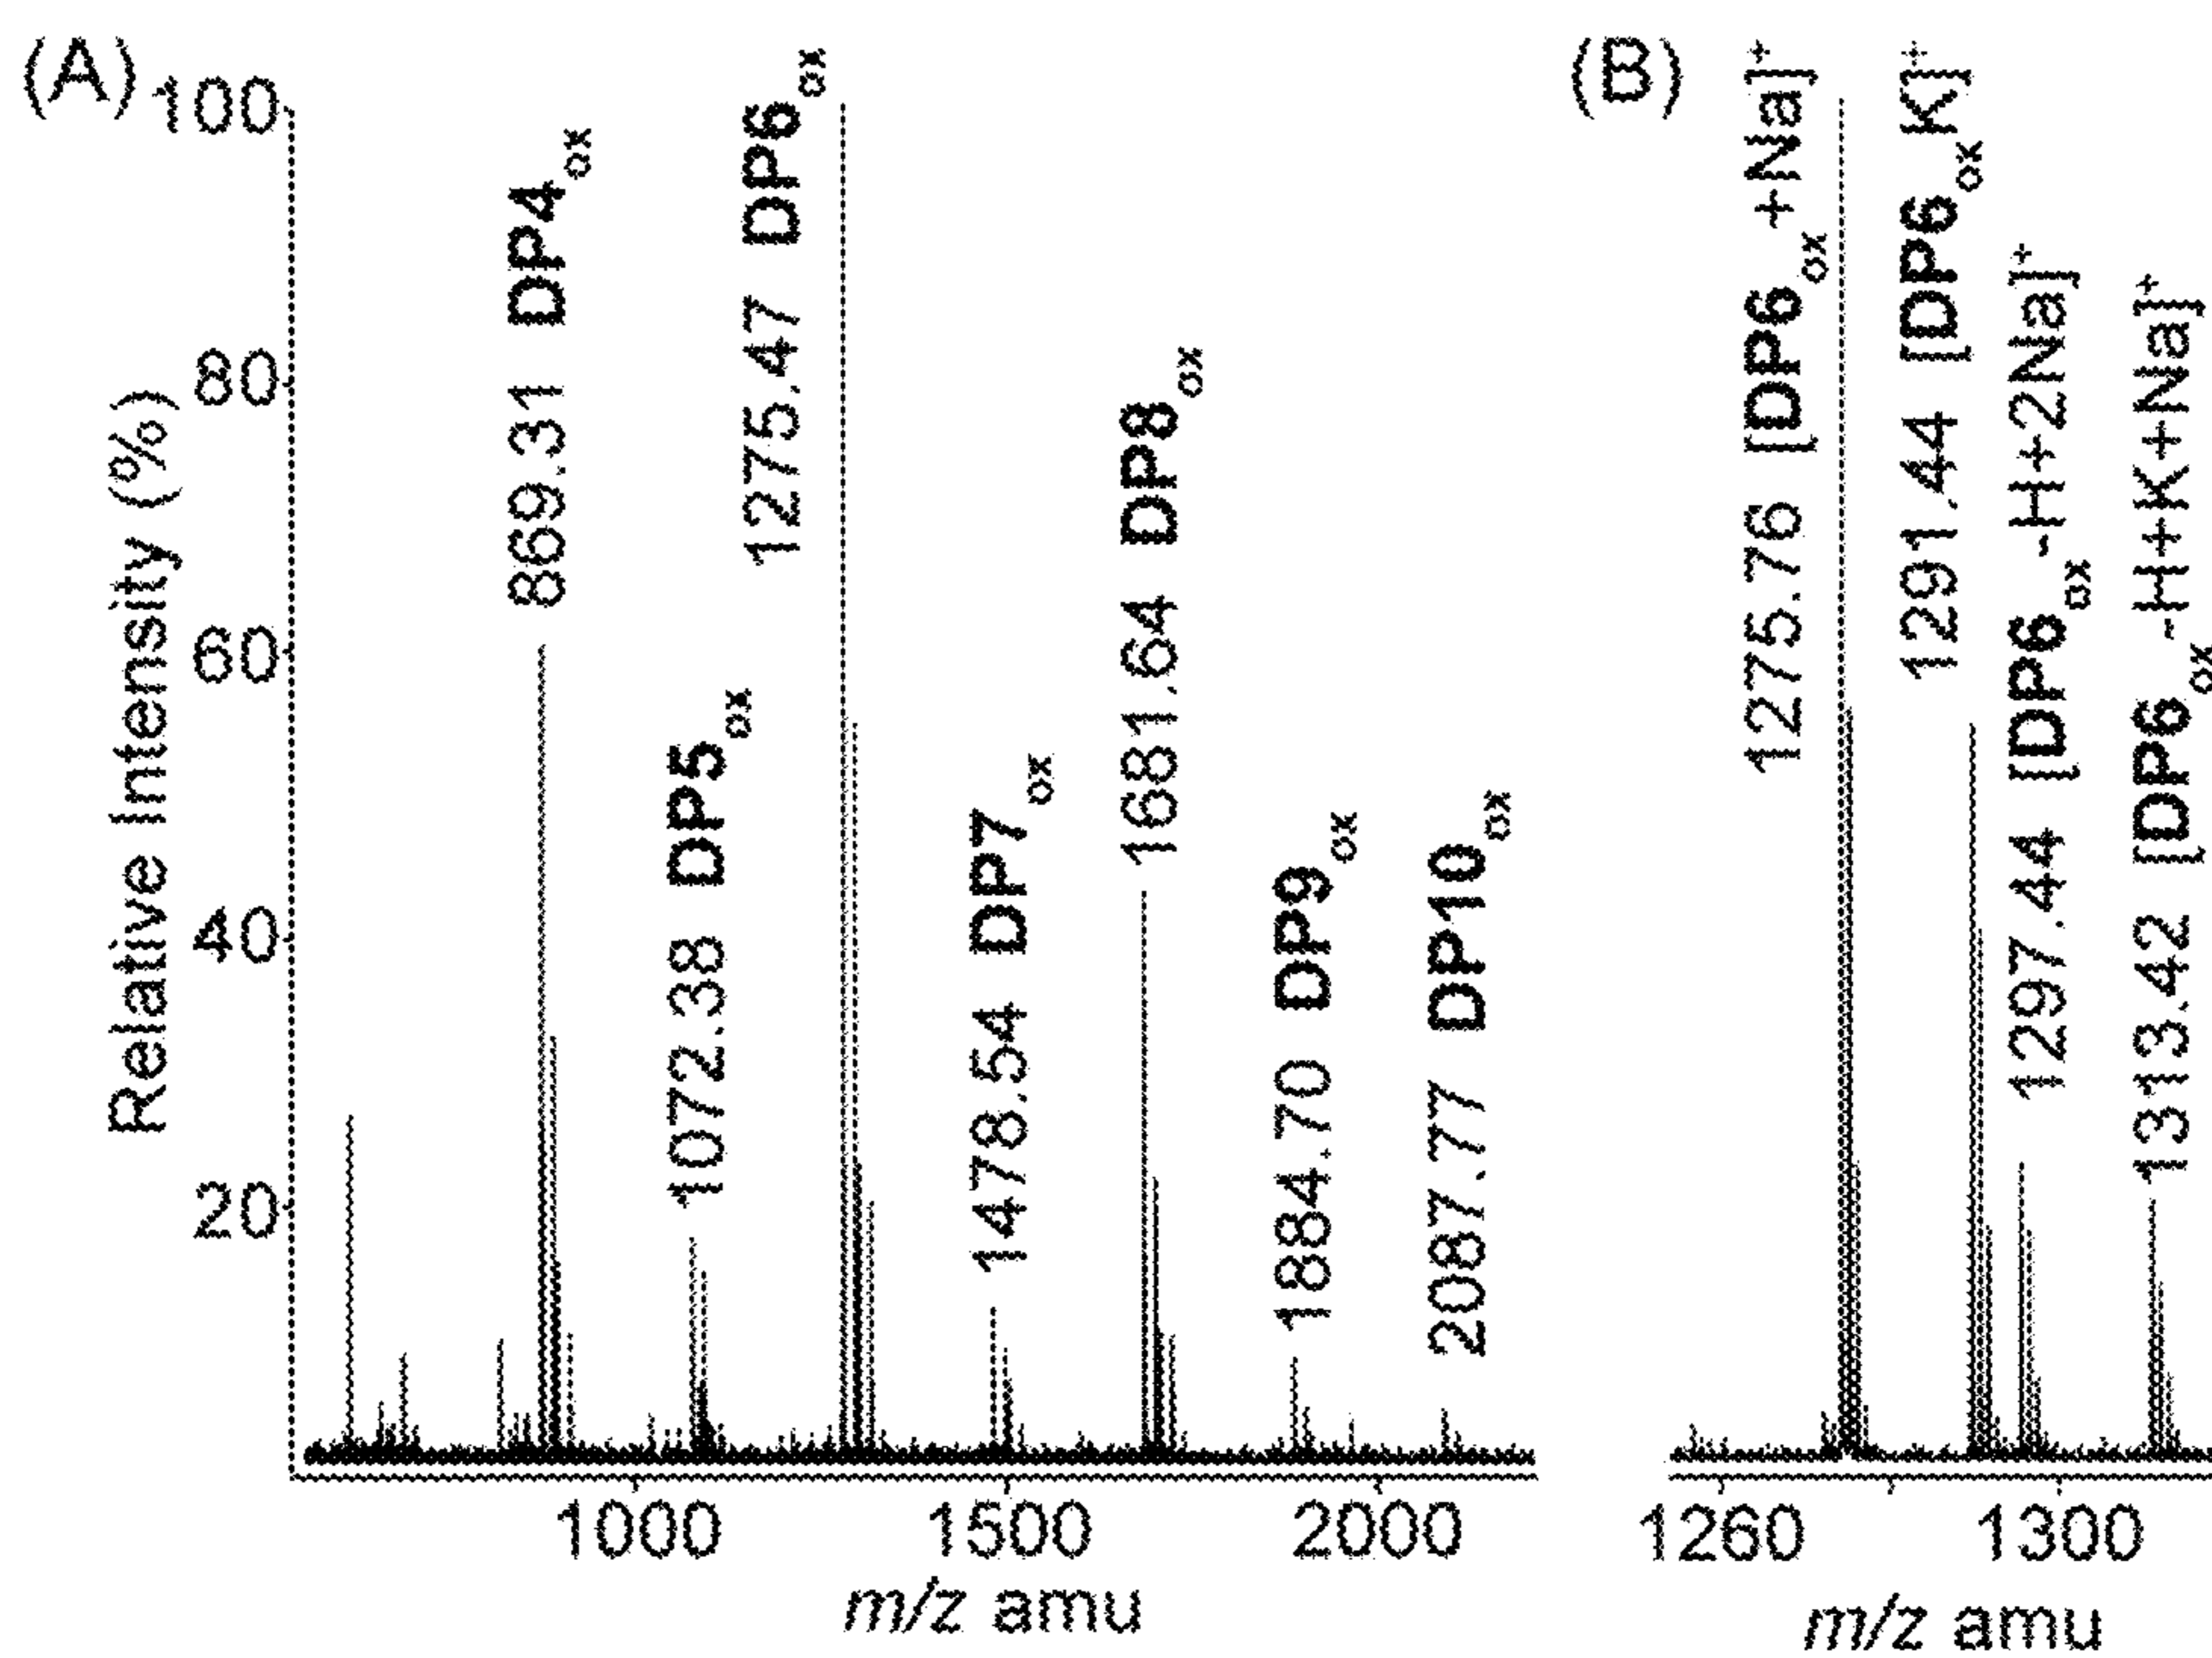 (A)
Relative Intensity (%)
100
80
60
40
20
869.31 DP4ox
1072.38 DP5ox
1275.47 DP6ox
1478.54 DP7ox
1681.64 DP8ox
1884.70 DP9ox
2087.77 DP10ox
1000
1500
2000
m/z amu
(B)
1275.76 [DP6ox+Na]+
1291.44 [DP6ox K]+
1297.44 [DP6ox-H+2Na]+
1313.42 [DP6ox-H+K+Na]+
1260
1300
m/z amu